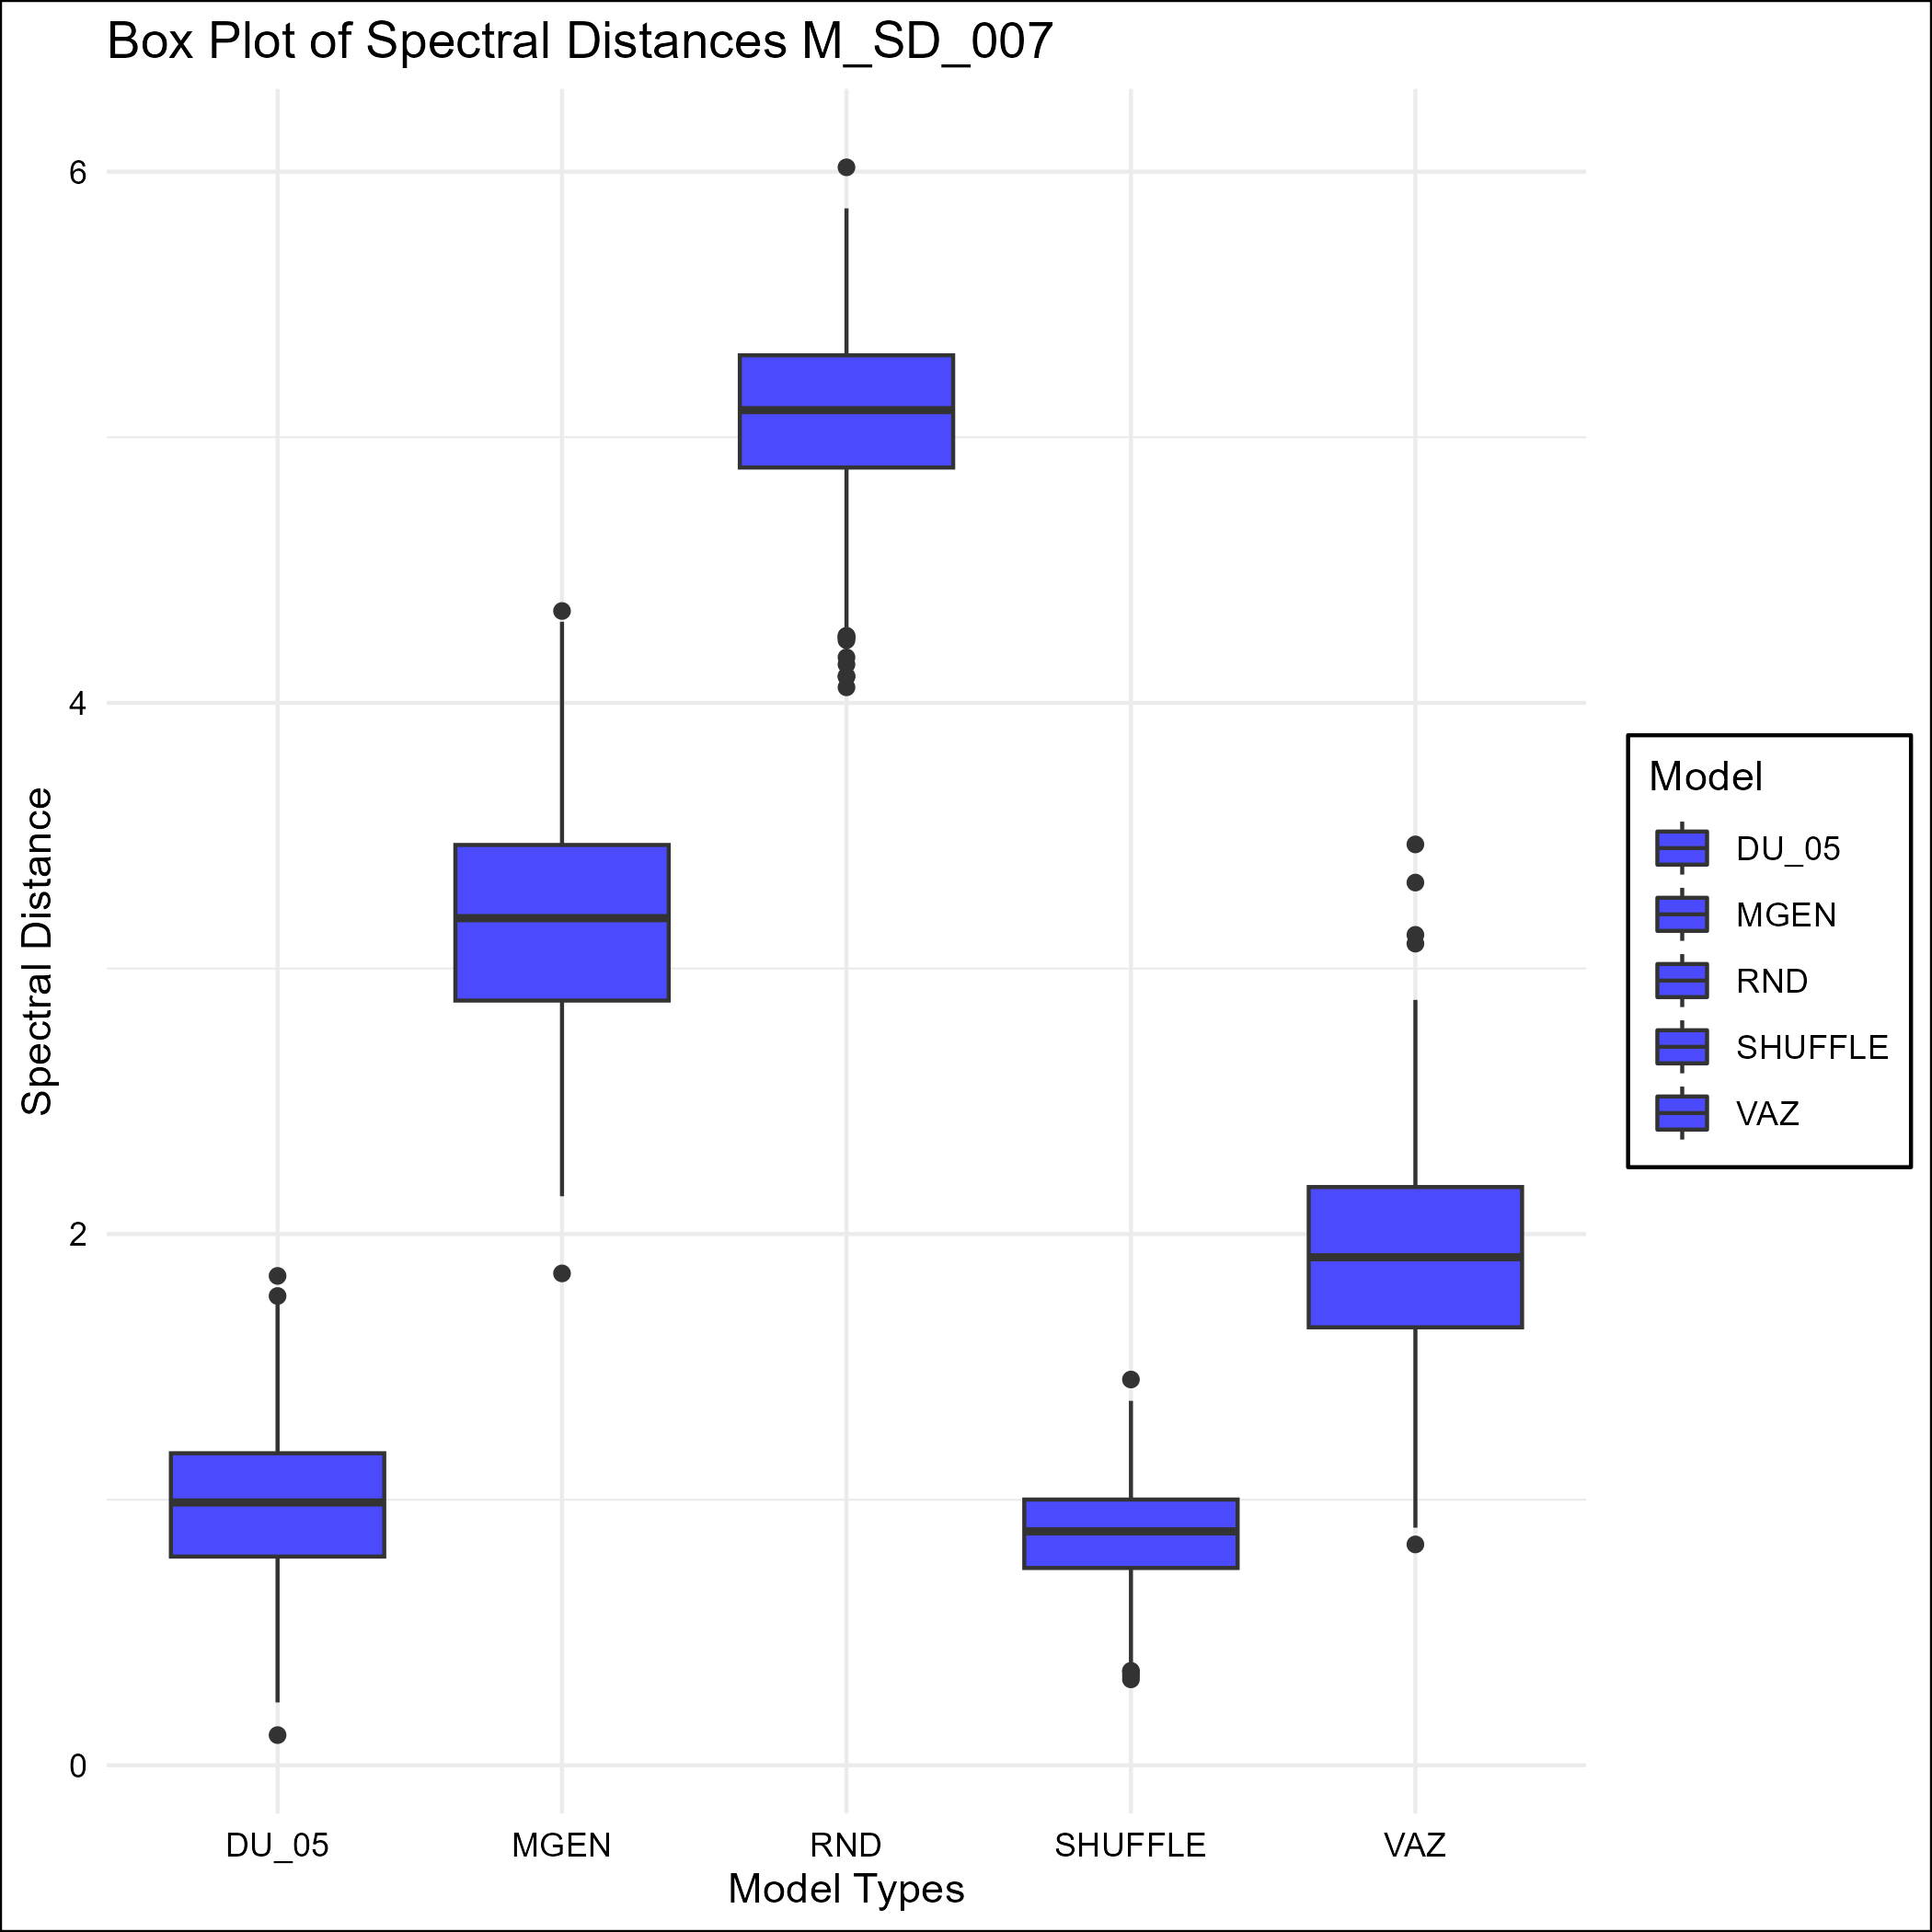 Box Plot of Spectral Distances M_SD_007
6
4
2
0
Spectral Distance
DU_05
MGEN
RND
SHUFFLE
VAZ
Model Types
Model
DU_05
MGEN
RND
SHUFFLE
VAZ